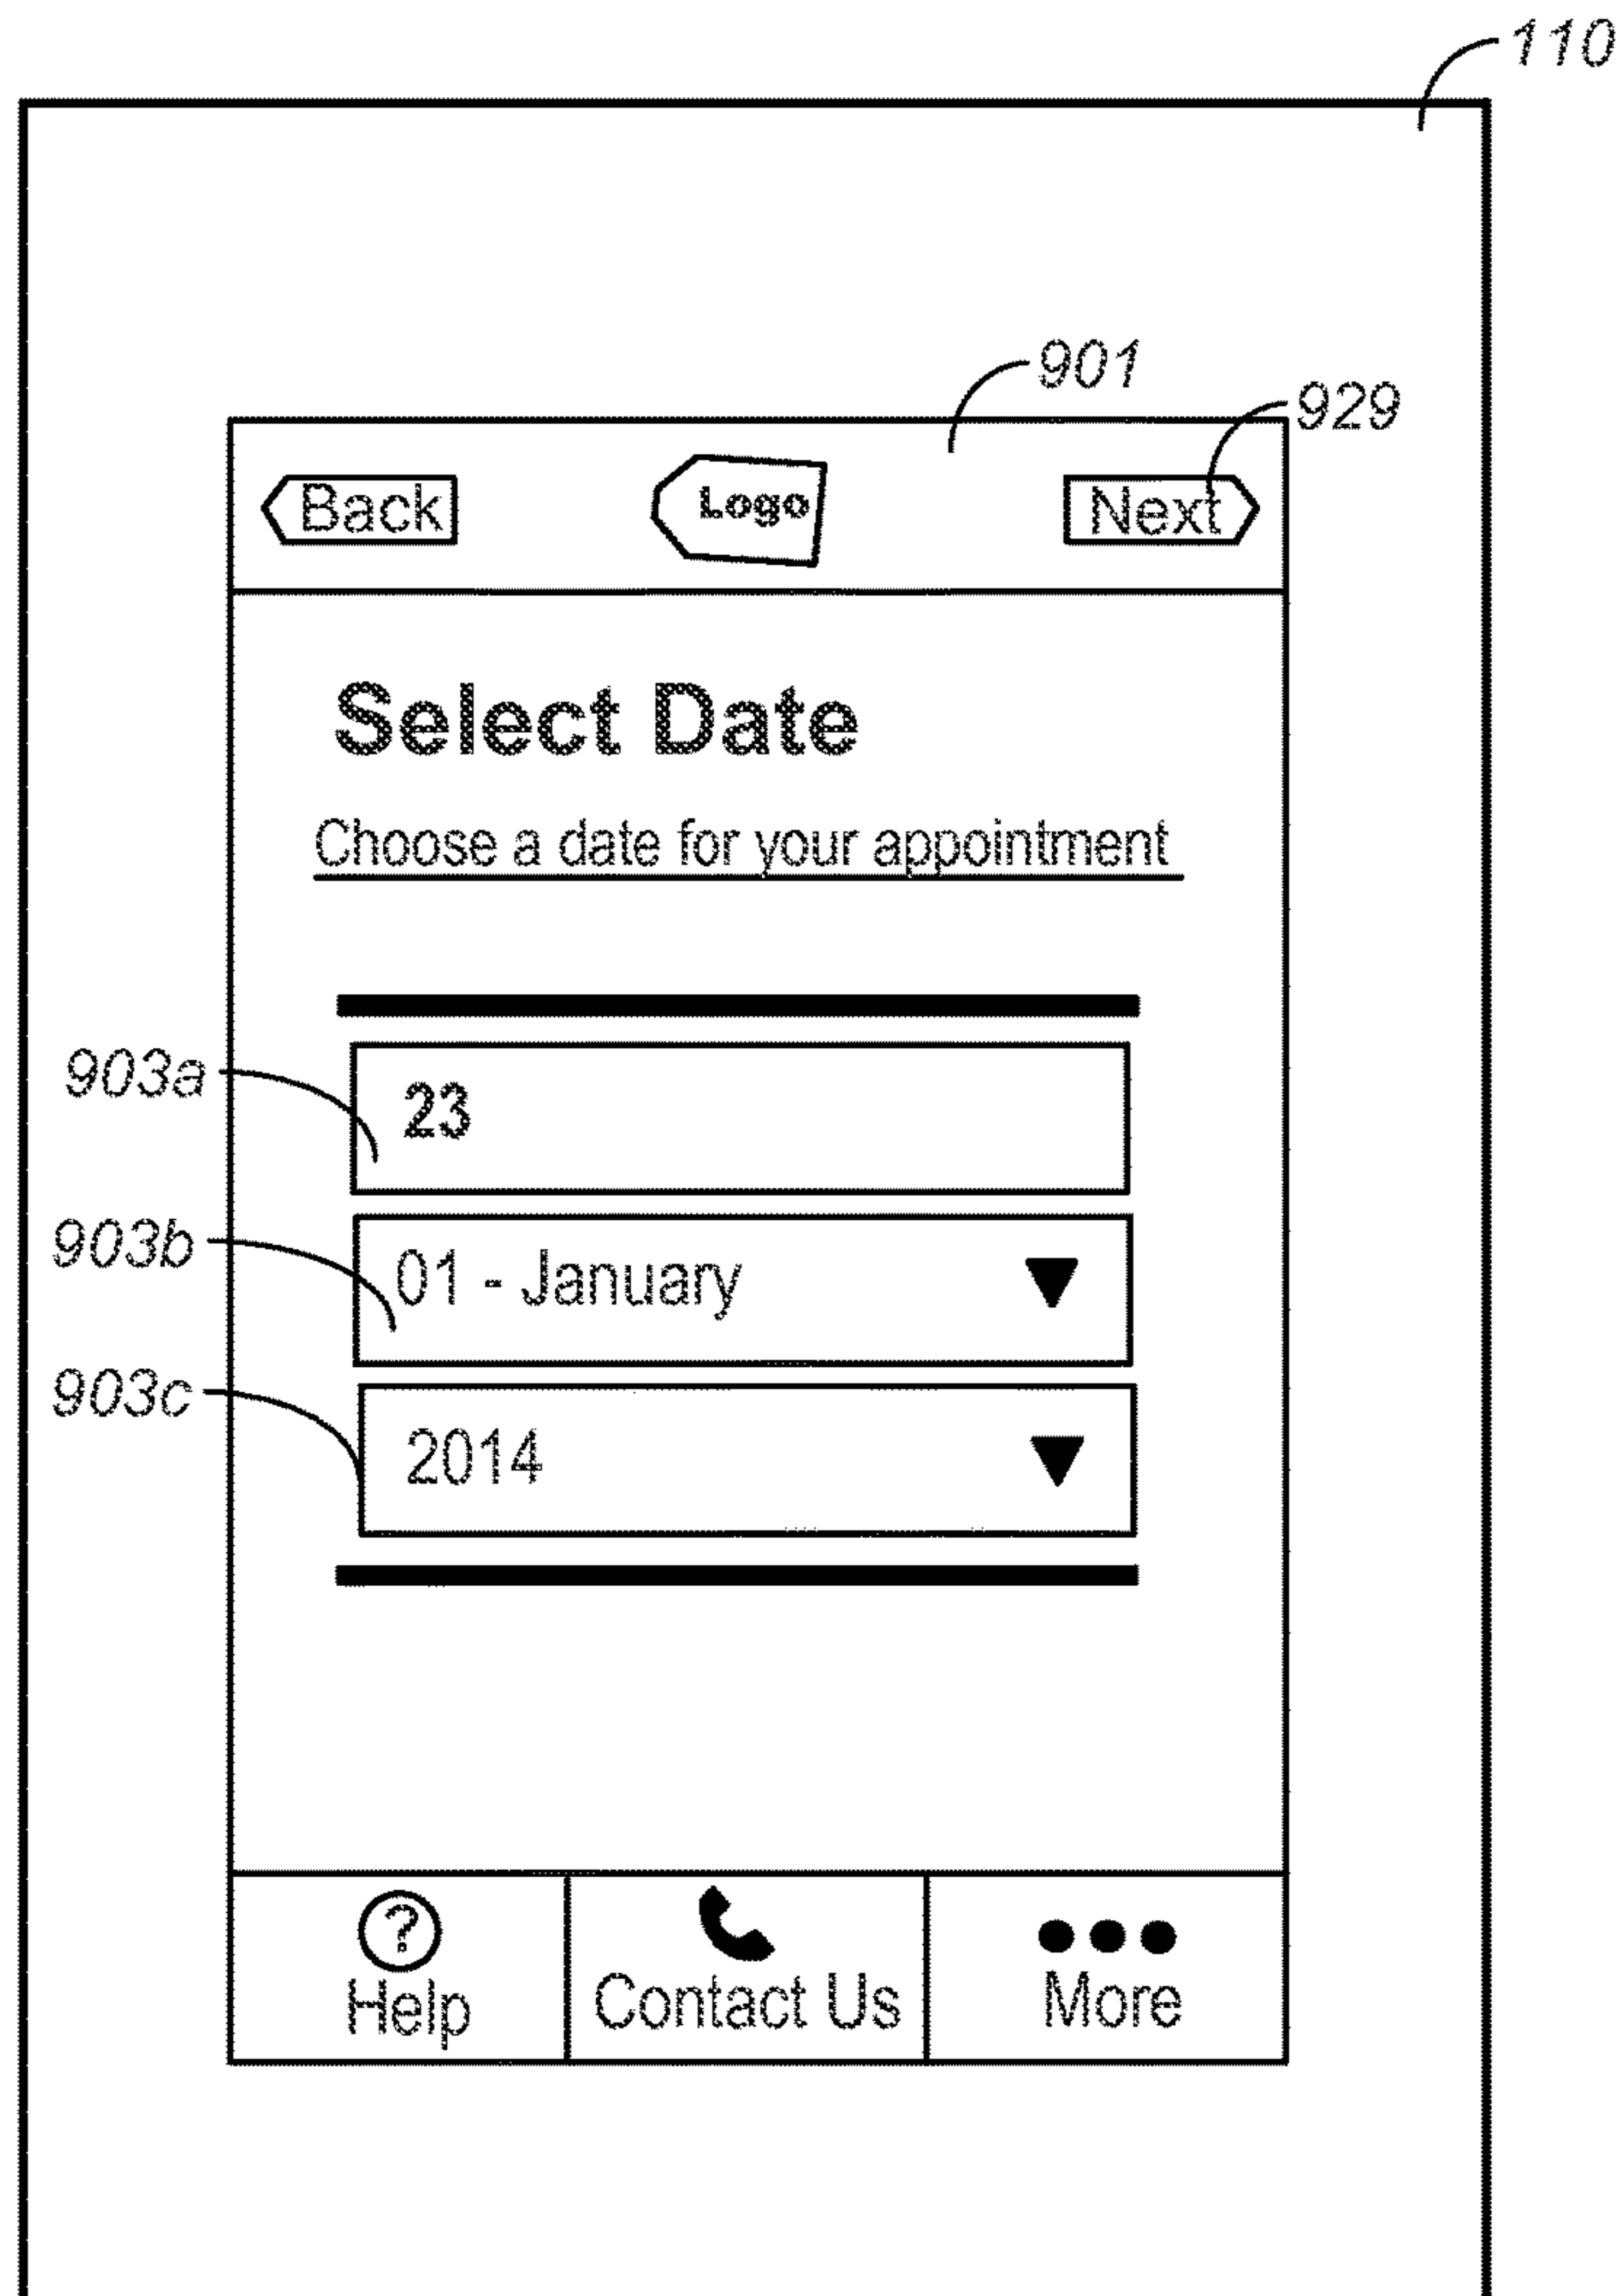 110
901
929
Back
Logo
Next
Select Date
Choose a date for your appointment
903a
23
903b
01 - January
903c
2014
?
Help
Contact Us
More